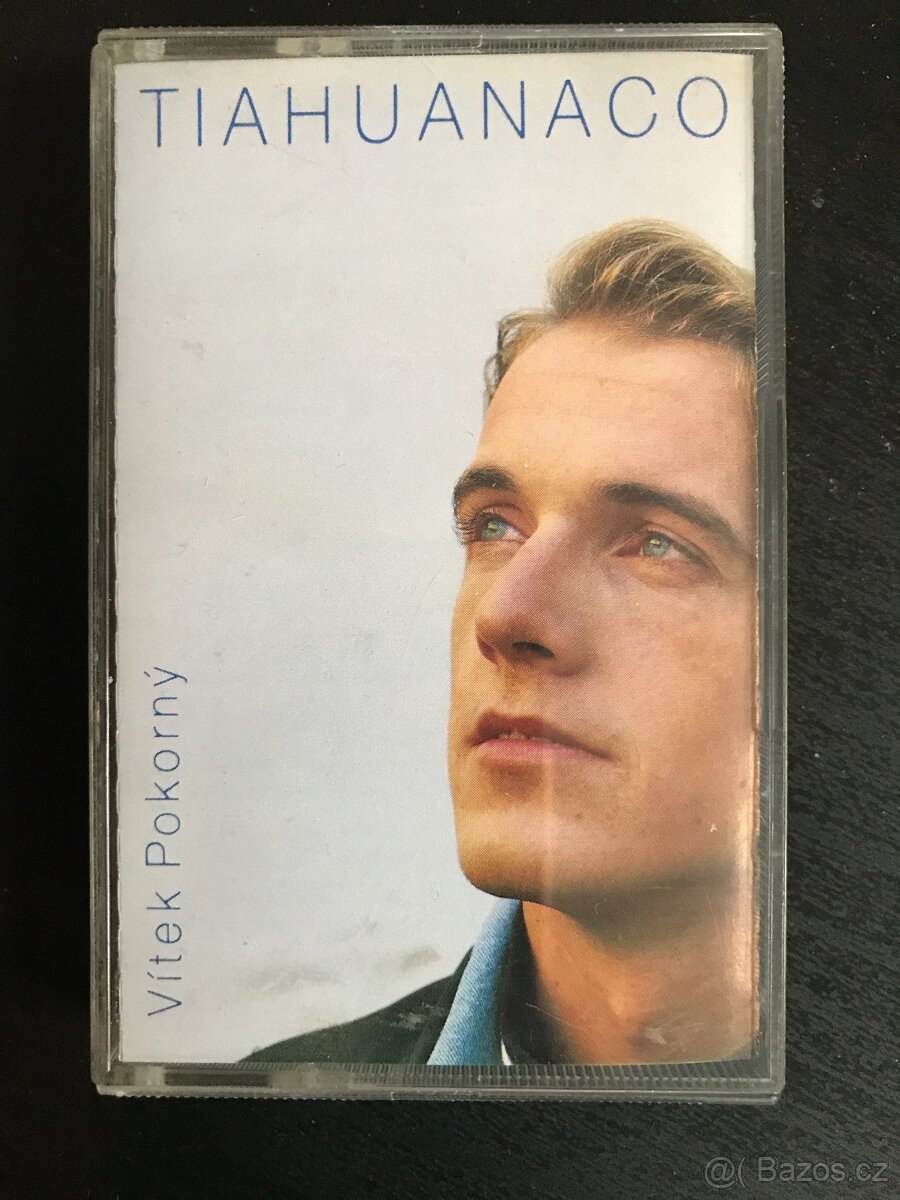 TIAHUANACO
Vítek Pokorný
@( Bazos.cz